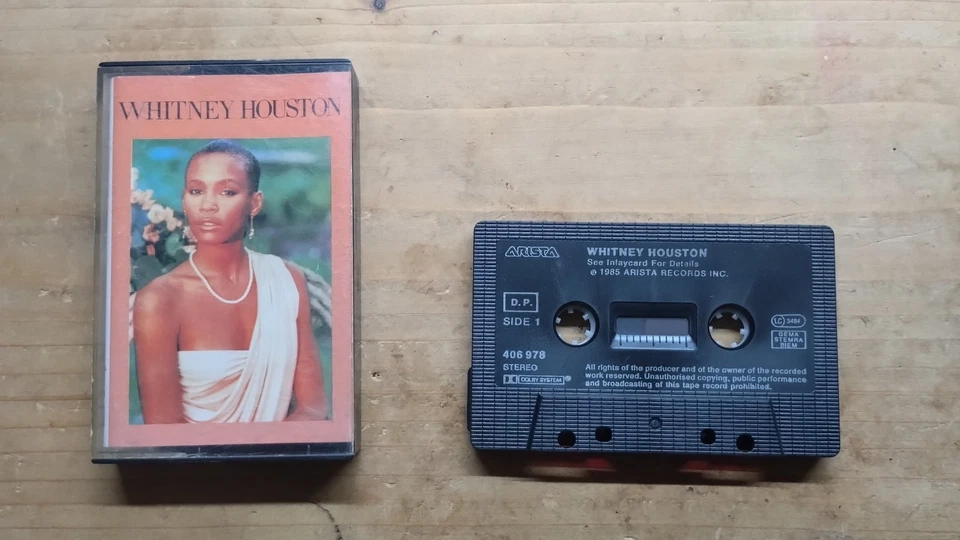 WHITNEY HOUSTON
ARISTA
WHITNEY HOUSTON
See Inlaycard For Details
℗ 1985 ARISTA RECORDS INC.
D.P.
SIDE 1
LC 3484
GEMA
STEMRA
BIEM
406 978
STEREO
DOLBY SYSTEM®
All rights of the producer and of the owner of the recorded
work reserved. Unauthorised copying, public performance
and broadcasting of this tape record prohibited.